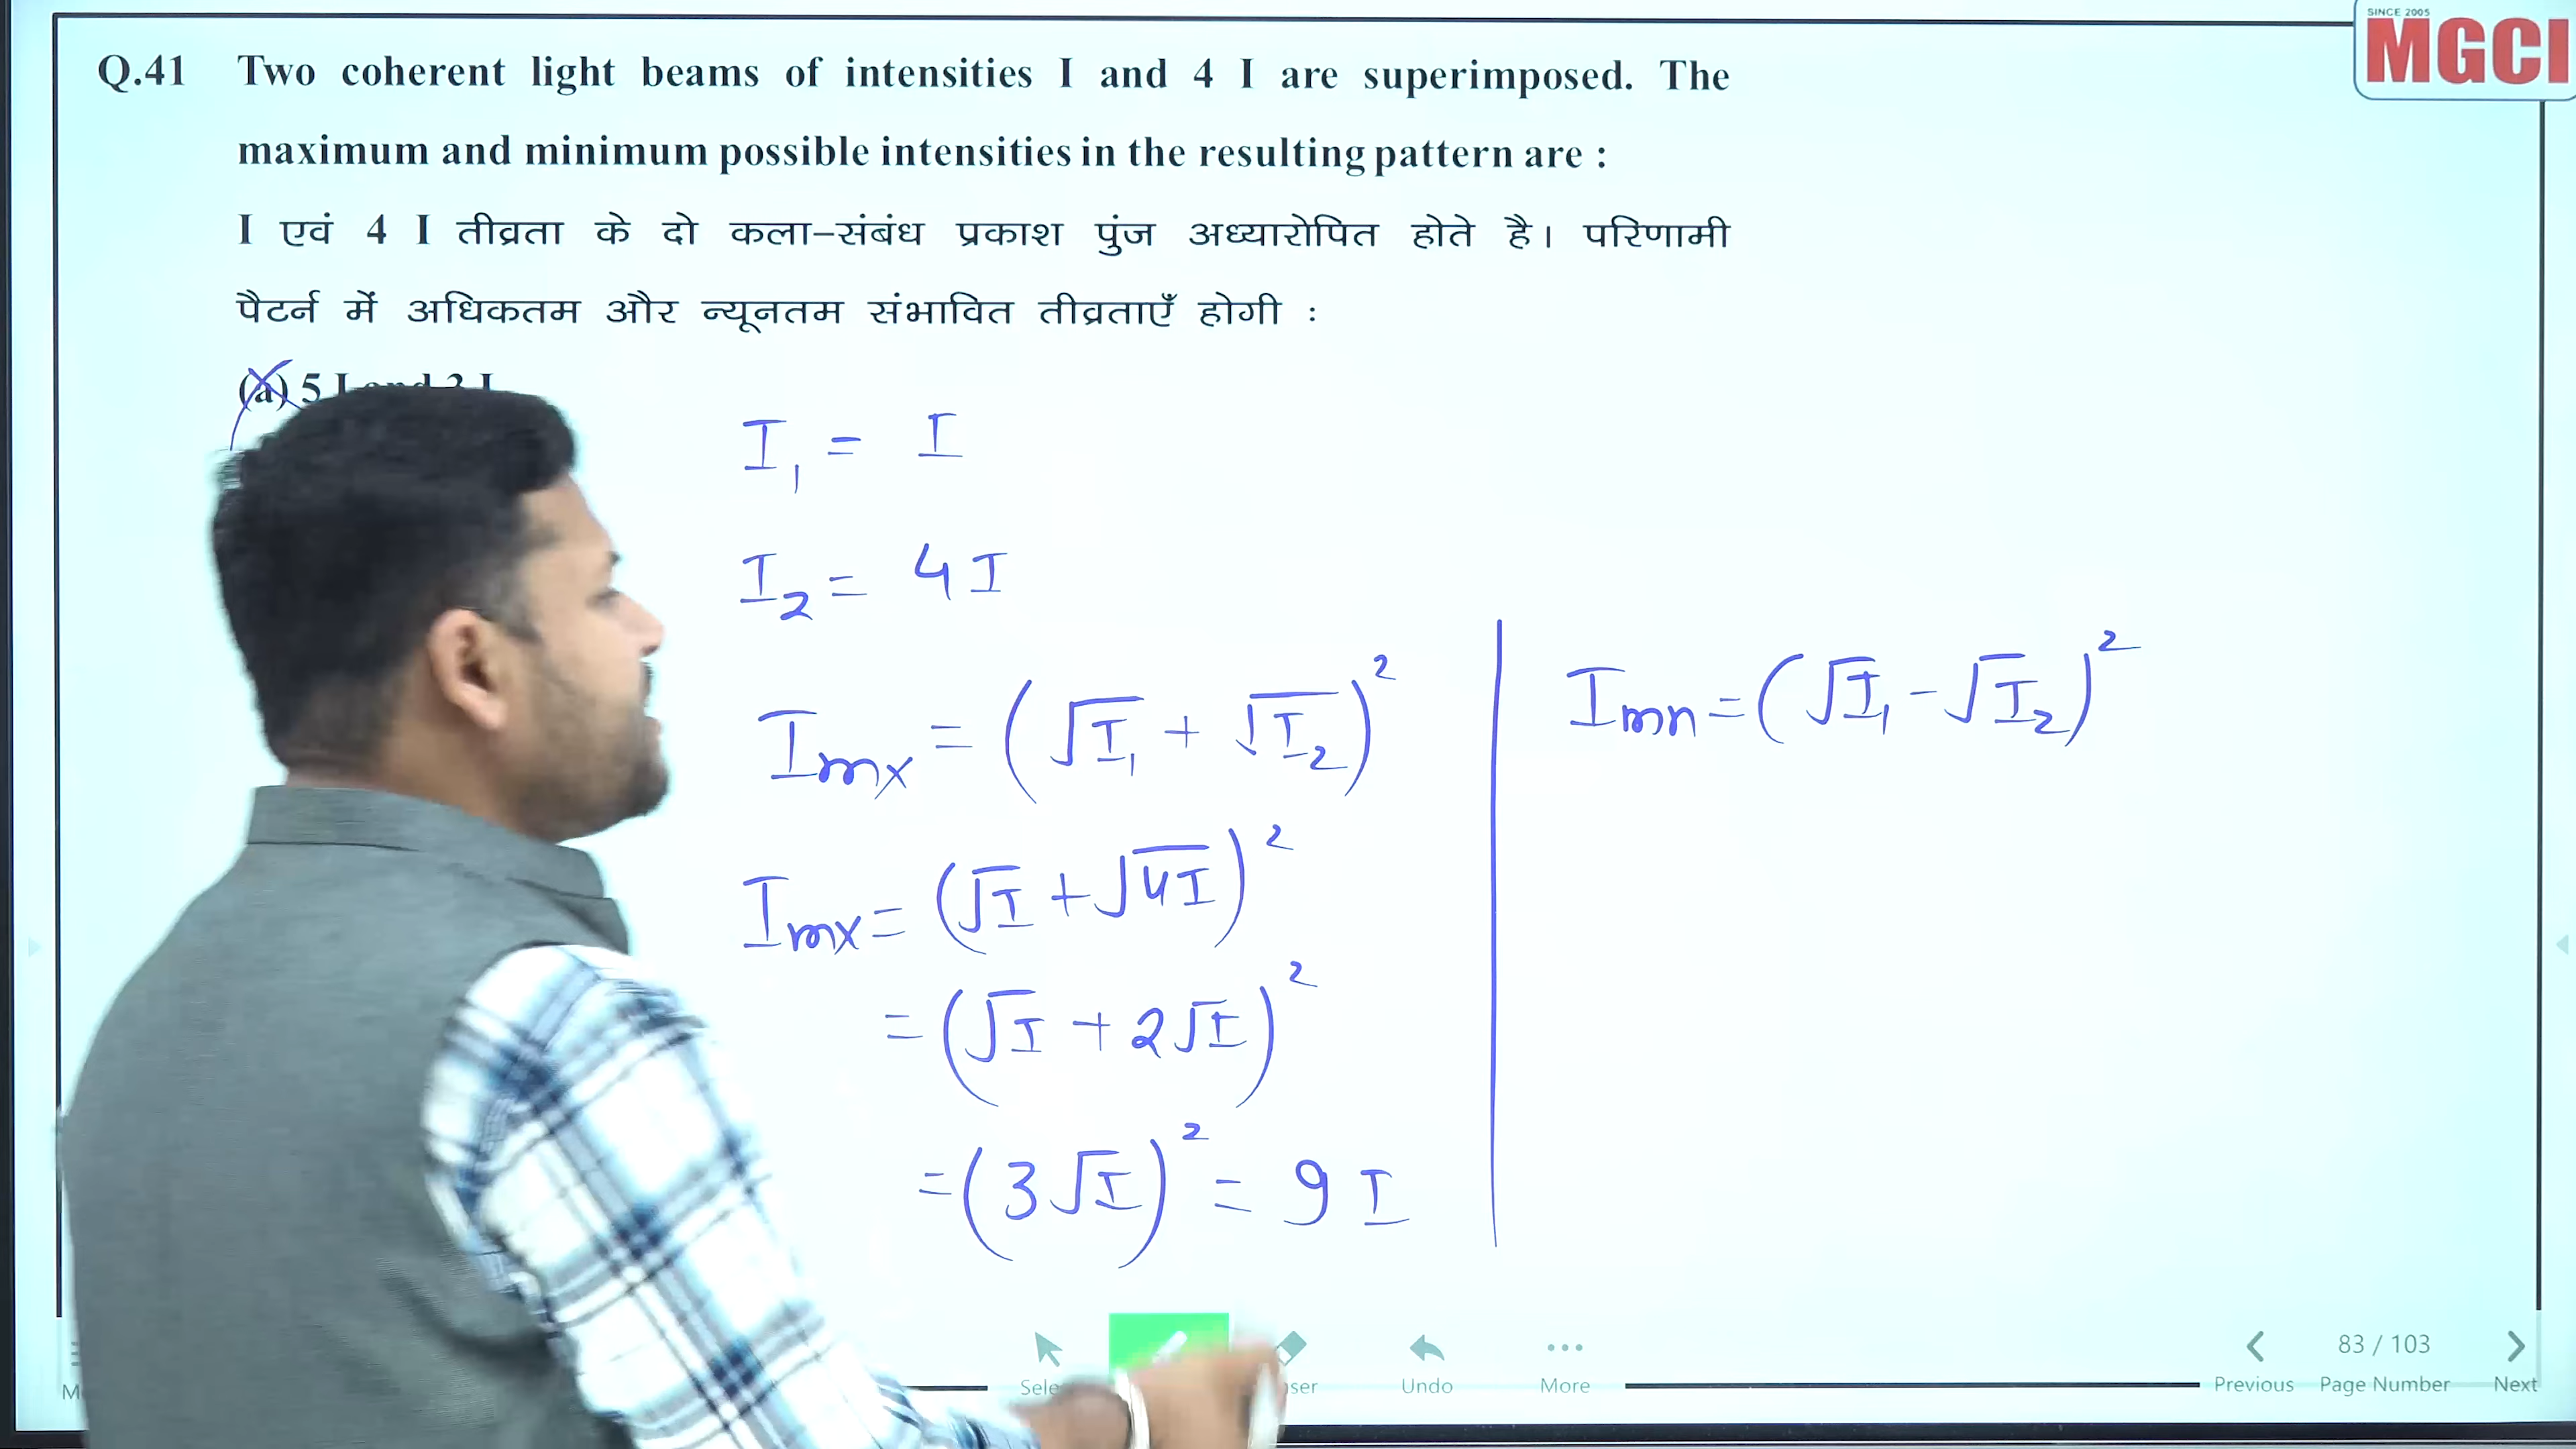 SINCE 2005
MGCI
Q.41 Two coherent light beams of intensities I and 4 I are superimposed. The
maximum and minimum possible intensities in the resulting pattern are :
I एवं 4 I तीव्रता के दो कला–संबंध प्रकाश पुंज अध्यारोपित होते है। परिणामी
पैटर्न में अधिकतम और न्यूनतम संभावित तीव्रताएँ होगी :
(a) 5 I and
I₁ = I
I₂ = 4 I
Imx = (√I₁ + √I₂)²
Imx = (√I + √4I)²
= (√I + 2√I)²
= (3√I)² = 9 I
Imn = (√I₁ - √I₂)²
Undo
More
Previous
83 / 103
Page Number
Next